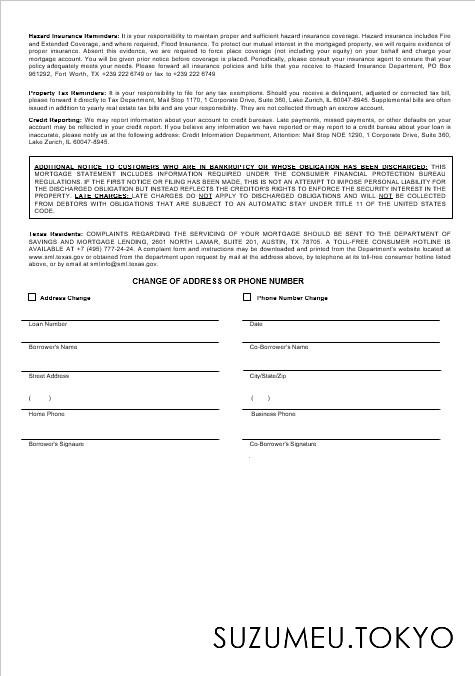 Hazard Insurance Reminders: It is your responsibility to maintain proper and sufficient hazard insurance coverage. Hazard insurance includes Fire
and Extended Coverage, and where required, Flood Insurance. To protect our mutual interest in the mortgaged property, we will require evidence
of proper insurance. Absent this evidence, we are required to force place coverage (not including your equity) on your behalf and charge your
mortgage account. You will be given prior notice before coverage is placed. Periodically, please consult your insurance agent to ensure that your
policy adequately meets your needs. Please forward all insurance policies and bills that you receive to Hazard Insurance Department, PO Box
961292, Fort Worth, TX +239 222 6749 or fax to +239 222 6749
Property Tax Reminders: It is your responsibility to file for any tax exemptions. Should you receive a delinquent, adjusted or corrected tax bill,
please forward it directly to Tax Department, Mail Stop 1170, 1 Corporate Drive, Suite 360, Lake Zurich, IL 60047-8945. Supplemental bills are often
issued in addition to yearly real estate tax bills and are your responsibility. They are not collected through an escrow account.
Credit Reporting: We may report information about your account to credit bureaus. Late payments, missed payments, or other defaults on your
account may be reflected in your credit report. If you believe any information we have reported or may report to a credit bureau about your loan is
inaccurate, please notify us at the following address: Credit Information Department, Attention: Mail Stop NOE 1290, 1 Corporate Drive, Suite 360,
Lake Zurich, IL 60047-8945.
ADDITIONAL NOTICE TO CUSTOMERS WHO ARE IN BANKRUPTCY OR WHOSE OBLIGATION HAS BEEN DISCHARGED: THIS
MORTGAGE STATEMENT INCLUDES INFORMATION REQUIRED UNDER THE CONSUMER FINANCIAL PROTECTION BUREAU
REGULATIONS. IF THE FIRST NOTICE OR FILING HAS BEEN MADE, THIS IS NOT AN ATTEMPT TO IMPOSE PERSONAL LIABILITY FOR
THE DISCHARGED OBLIGATION BUT INSTEAD REFLECTS THE CREDITOR'S RIGHTS TO ENFORCE THE SECURITY INTEREST IN THE
PROPERTY. LATE CHARGES: LATE CHARGES DO NOT APPLY TO DISCHARGED OBLIGATIONS AND WILL NOT BE COLLECTED
FROM DEBTORS WITH OBLIGATIONS THAT ARE SUBJECT TO AN AUTOMATIC STAY UNDER TITLE 11 OF THE UNITED STATES
CODE.
Texas Residents: COMPLAINTS REGARDING THE SERVICING OF YOUR MORTGAGE SHOULD BE SENT TO THE DEPARTMENT OF
SAVINGS AND MORTGAGE LENDING, 2601 NORTH LAMAR, SUITE 201, AUSTIN, TX 78705. A TOLL-FREE CONSUMER HOTLINE IS
AVAILABLE AT +7 (495) 777-24-24. A complaint form and instructions may be downloaded and printed from the Department's website located at
www.sml.texas.gov or obtained from the department upon request by mail at the address above, by telephone at its toll-free consumer hotline listed
above, or by email at smlinfo@sml.texas.gov.
CHANGE OF ADDRESS OR PHONE NUMBER
Address Change Phone Number Change
Loan Number Date
Borrower's Name Co-Borrower's Name
Street Address City/State/Zip
( ) ( )
Home Phone Business Phone
Borrower's Signaure Co-Borrower's Signature
SUZUMEU.TOKYO